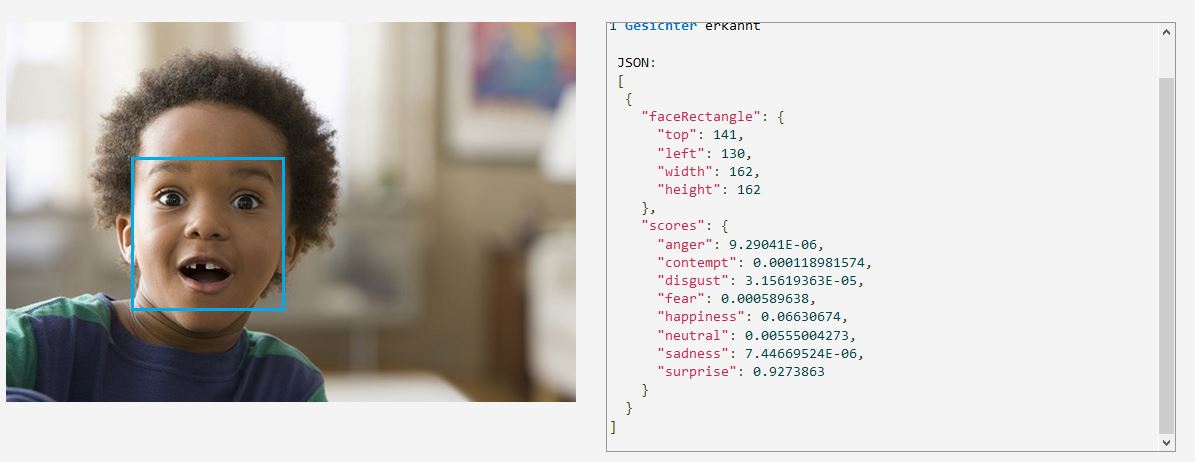 1 Gesichter erkannt
JSON:
[
{
"faceRectangle": {
"top": 141,
"left": 130,
"width": 162,
"height": 162
},
"scores": {
"anger": 9.29041E-06,
"contempt": 0.000118981574,
"disgust": 3.15619363E-05,
"fear": 0.000589638,
"happiness": 0.06630674,
"neutral": 0.00555004273,
"sadness": 7.44669524E-06,
"surprise": 0.9273863
}
}
]